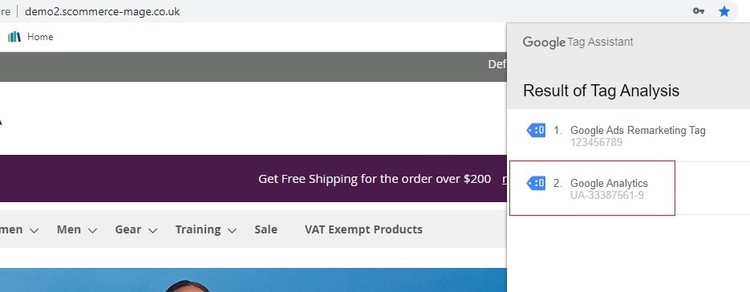 re demo2.scommerce-mage.co.uk
Home
Google Tag Assistant
Def
Result of Tag Analysis
1. Google Ads Remarketing Tag
123456789
Get Free Shipping for the order over $200
2. Google Analytics
UA-33387561-9
men Men Gear Training Sale VAT Exempt Products